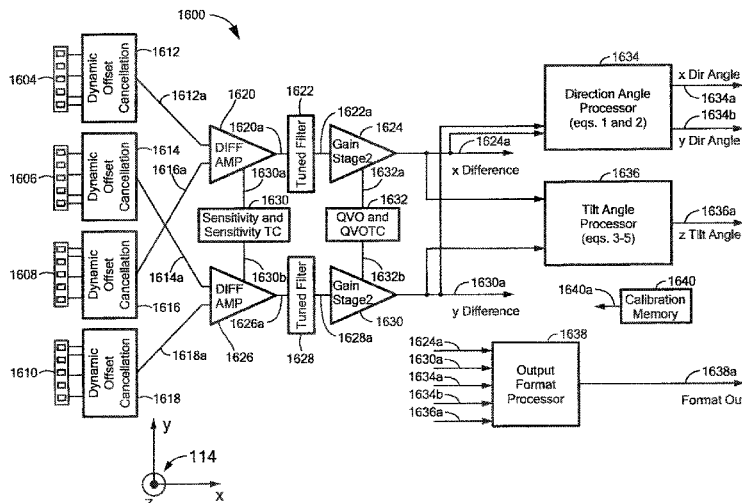 1600
1604
Dynamic
Offset
Cancellation
1612
1612a
1606
Dynamic
Offset
Cancellation
1614
1616a
1614a
1608
Dynamic
Offset
Cancellation
1616
1610
Dynamic
Offset
Cancellation
1618
1618a
1620
DIFF
AMP
1620a
1622
Tuned Filter
1622a
1624
Gain
Stage2
1624a
x Difference
1630a
1630
Sensitivity and
Sensitivity TC
1630b
1632a
1632
QVO and
QVOTC
1632b
DIFF
AMP
1626
1626a
Tuned Filter
1628
1628a
Gain
Stage2
1630
1630a
y Difference
1634
Direction Angle
Processor
(eqs. 1 and 2)
x Dir Angle
1634a
1634b
y Dir Angle
1636
Tilt Angle
Processor
(eqs. 3-5)
1636a
z Tilt Angle
1640a
1640
Calibration
Memory
1638
1624a
1630a
1634a
1634b
1636a
Output
Format
Processor
1638a
Format Ou
y
114
x
z